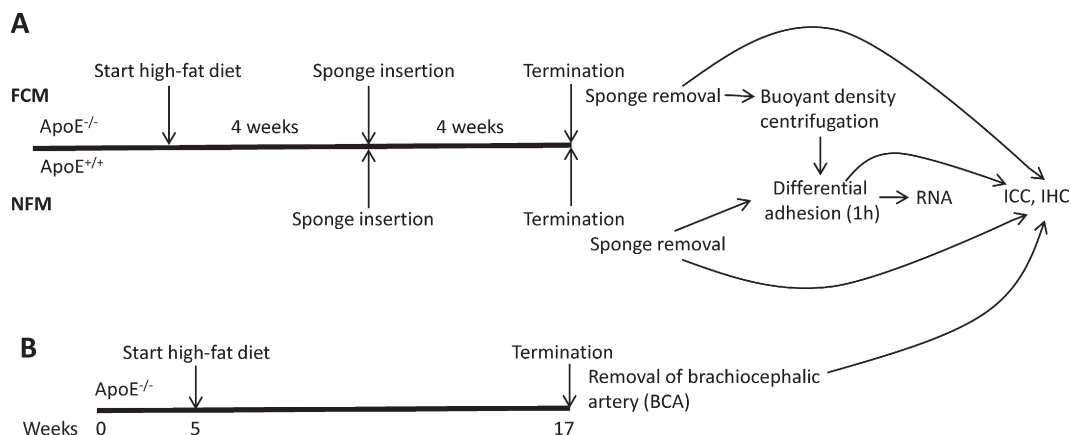 A
Start high-fat diet
Sponge insertion
Termination
FCM
Sponge removal
Buoyant density
centrifugation
ApoE-/-
4 weeks
4 weeks
ApoE+/+
NFM
Differential
adhesion (1h)
RNA
ICC, IHC
Sponge insertion
Termination
Sponge removal
B
Start high-fat diet
Termination
ApoE-/-
Removal of brachiocephalic
artery (BCA)
Weeks 0 5 17